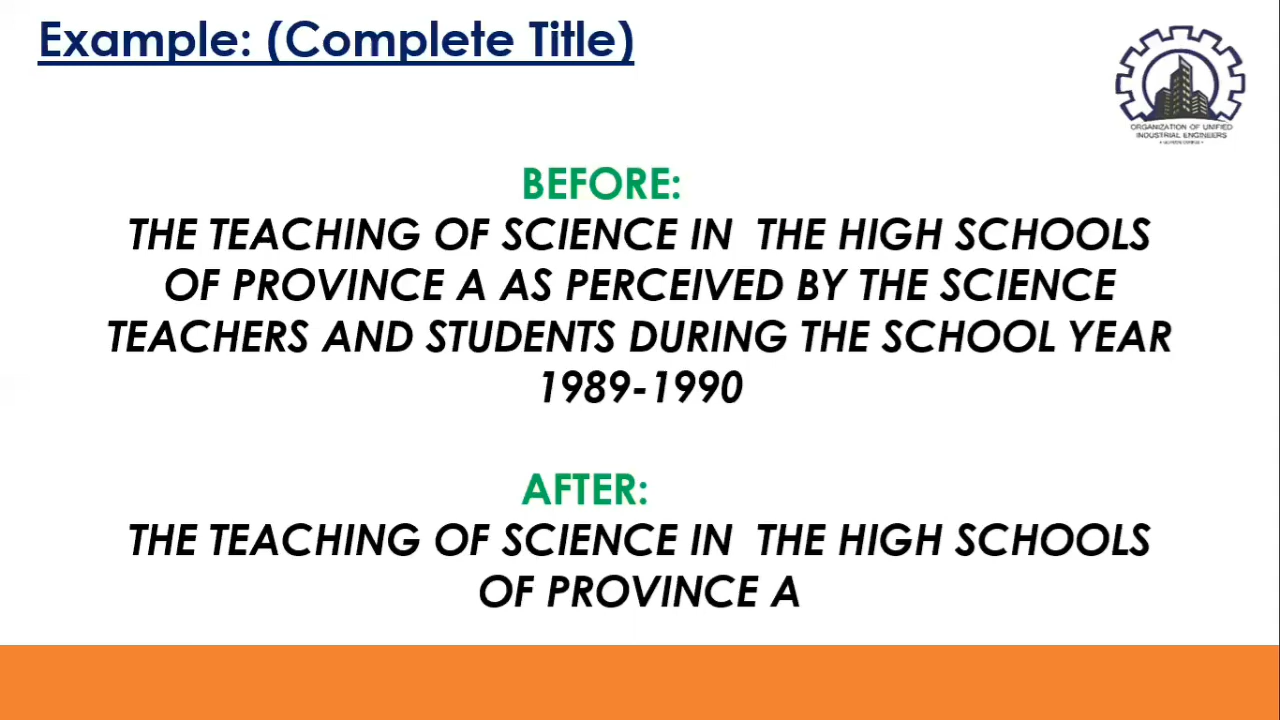 Example: (Complete Title)
ORGANIZATION OF UNIFIED
INDUSTRIAL ENGINEERS
BEFORE:
THE TEACHING OF SCIENCE IN THE HIGH SCHOOLS
OF PROVINCE A AS PERCEIVED BY THE SCIENCE
TEACHERS AND STUDENTS DURING THE SCHOOL YEAR
1989-1990
AFTER:
THE TEACHING OF SCIENCE IN THE HIGH SCHOOLS
OF PROVINCE A